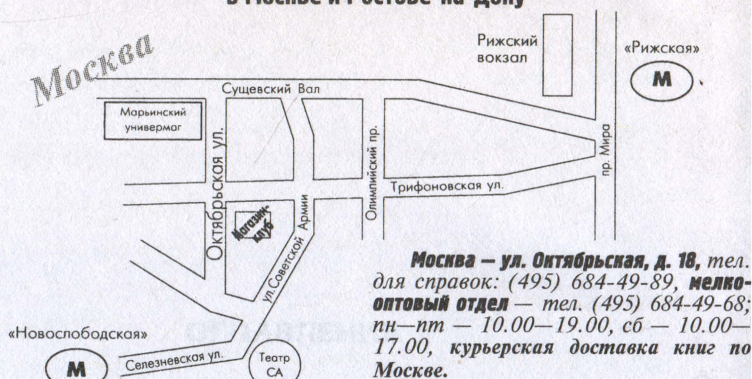 в Москве и Ростове-на-Дону
Москва
Рижский
вокзал
«Рижская»
М
Сущевский Вал
Марьинский
универмаг
Октябрьская ул.
Олимпийский пр.
пр. Мира
Трифоновская ул.
Магазин-
клуб
ул.Советской Армии
Москва — ул. Октябрьская, д. 18, тел.
для справок: (495) 684-49-89, мелко-
оптовый отдел — тел. (495) 684-49-68;
пн—пт — 10.00—19.00, сб — 10.00—
17.00, курьерская доставка книг по
Москве.
«Новослободская»
М
Селезневская ул.
Театр
СА